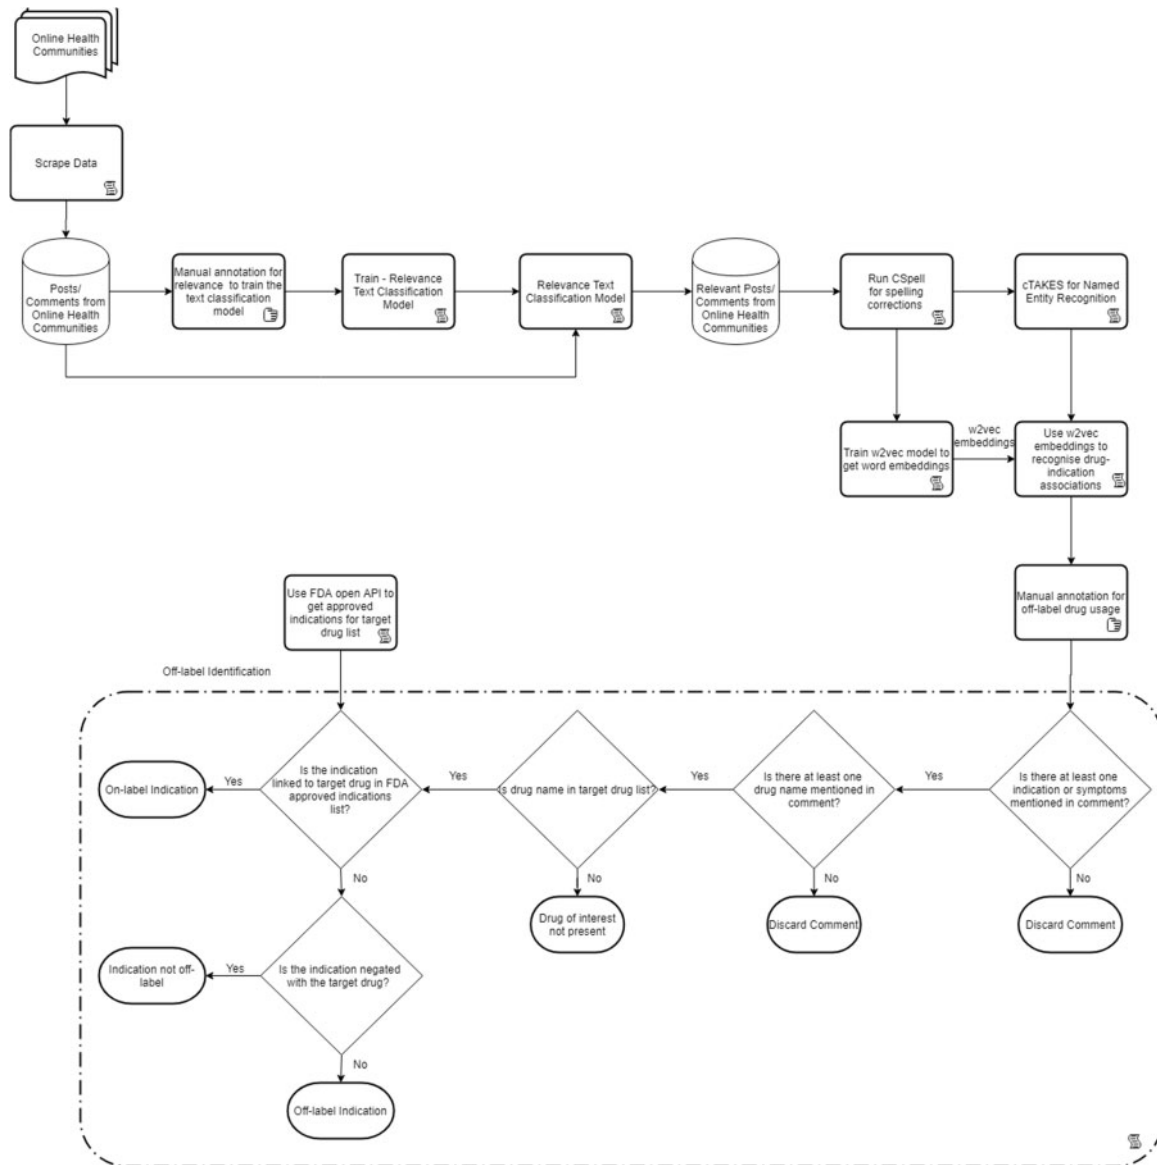 Online Health
Communities
Scrape Data
Posts/
Comments from
Online Health
Communities
Manual annotation for
relevance to train the
text classification
model
Train - Relevance
Text Classification
Model
Relevance Text
Classification Model
Relevant Posts/
Comments from
Online Health
Communities
Run CSpell
for spelling
corrections
cTAKES for Named
Entity Recognition
Train w2vec model to
get word embeddings
w2vec
embeddings
Use w2vec
embeddings to
recognise drug-
indication
associations
Manual annotation for
off-label drug usage
Use FDA open API to
get approved
indications for target
drug list
Off-label Identification
Is there at least one
indication or symptoms
mentioned in comment?
Yes
No
Discard Comment
Is there at least one
drug name mentioned in
comment?
Yes
No
Discard Comment
Is drug name in target drug list?
Yes
No
Drug of interest
not present
Is the indication
linked to target drug in FDA
approved indications
list?
Yes
On-label Indication
No
Is the indication negated
with the target drug?
Yes
Indication not off-
label
No
Off-label Indication